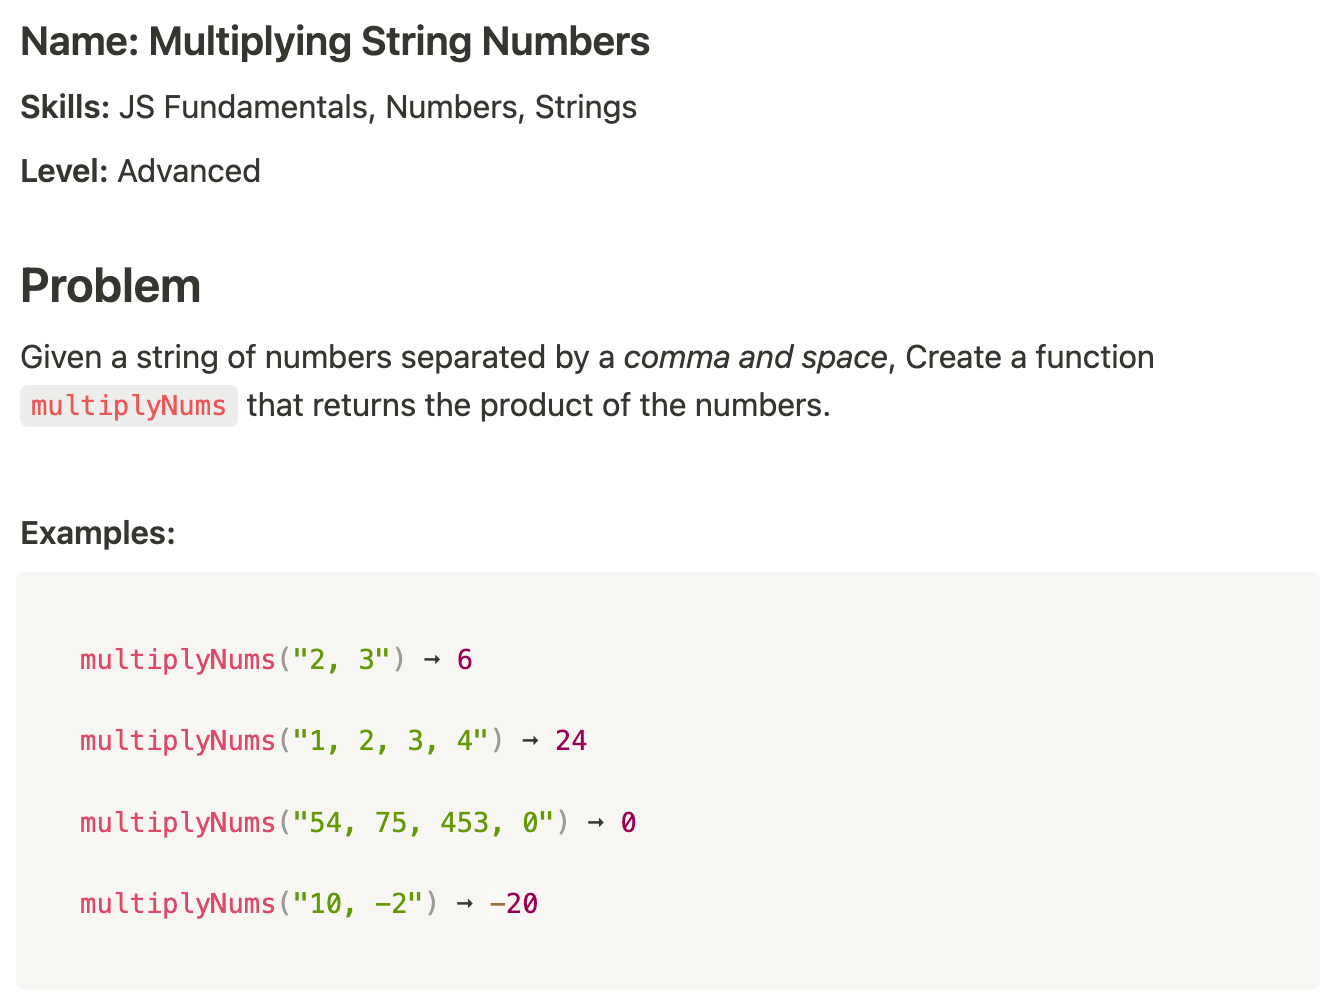 Name: Multiplying String Numbers
Skills: JS Fundamentals, Numbers, Strings
Level: Advanced
Problem
Given a string of numbers separated by a comma and space, Create a function
multiplyNums that returns the product of the numbers.
Examples:
multiplyNums("2, 3") → 6
multiplyNums("1, 2, 3, 4") → 24
multiplyNums("54, 75, 453, 0") → 0
multiplyNums("10, -2") → -20